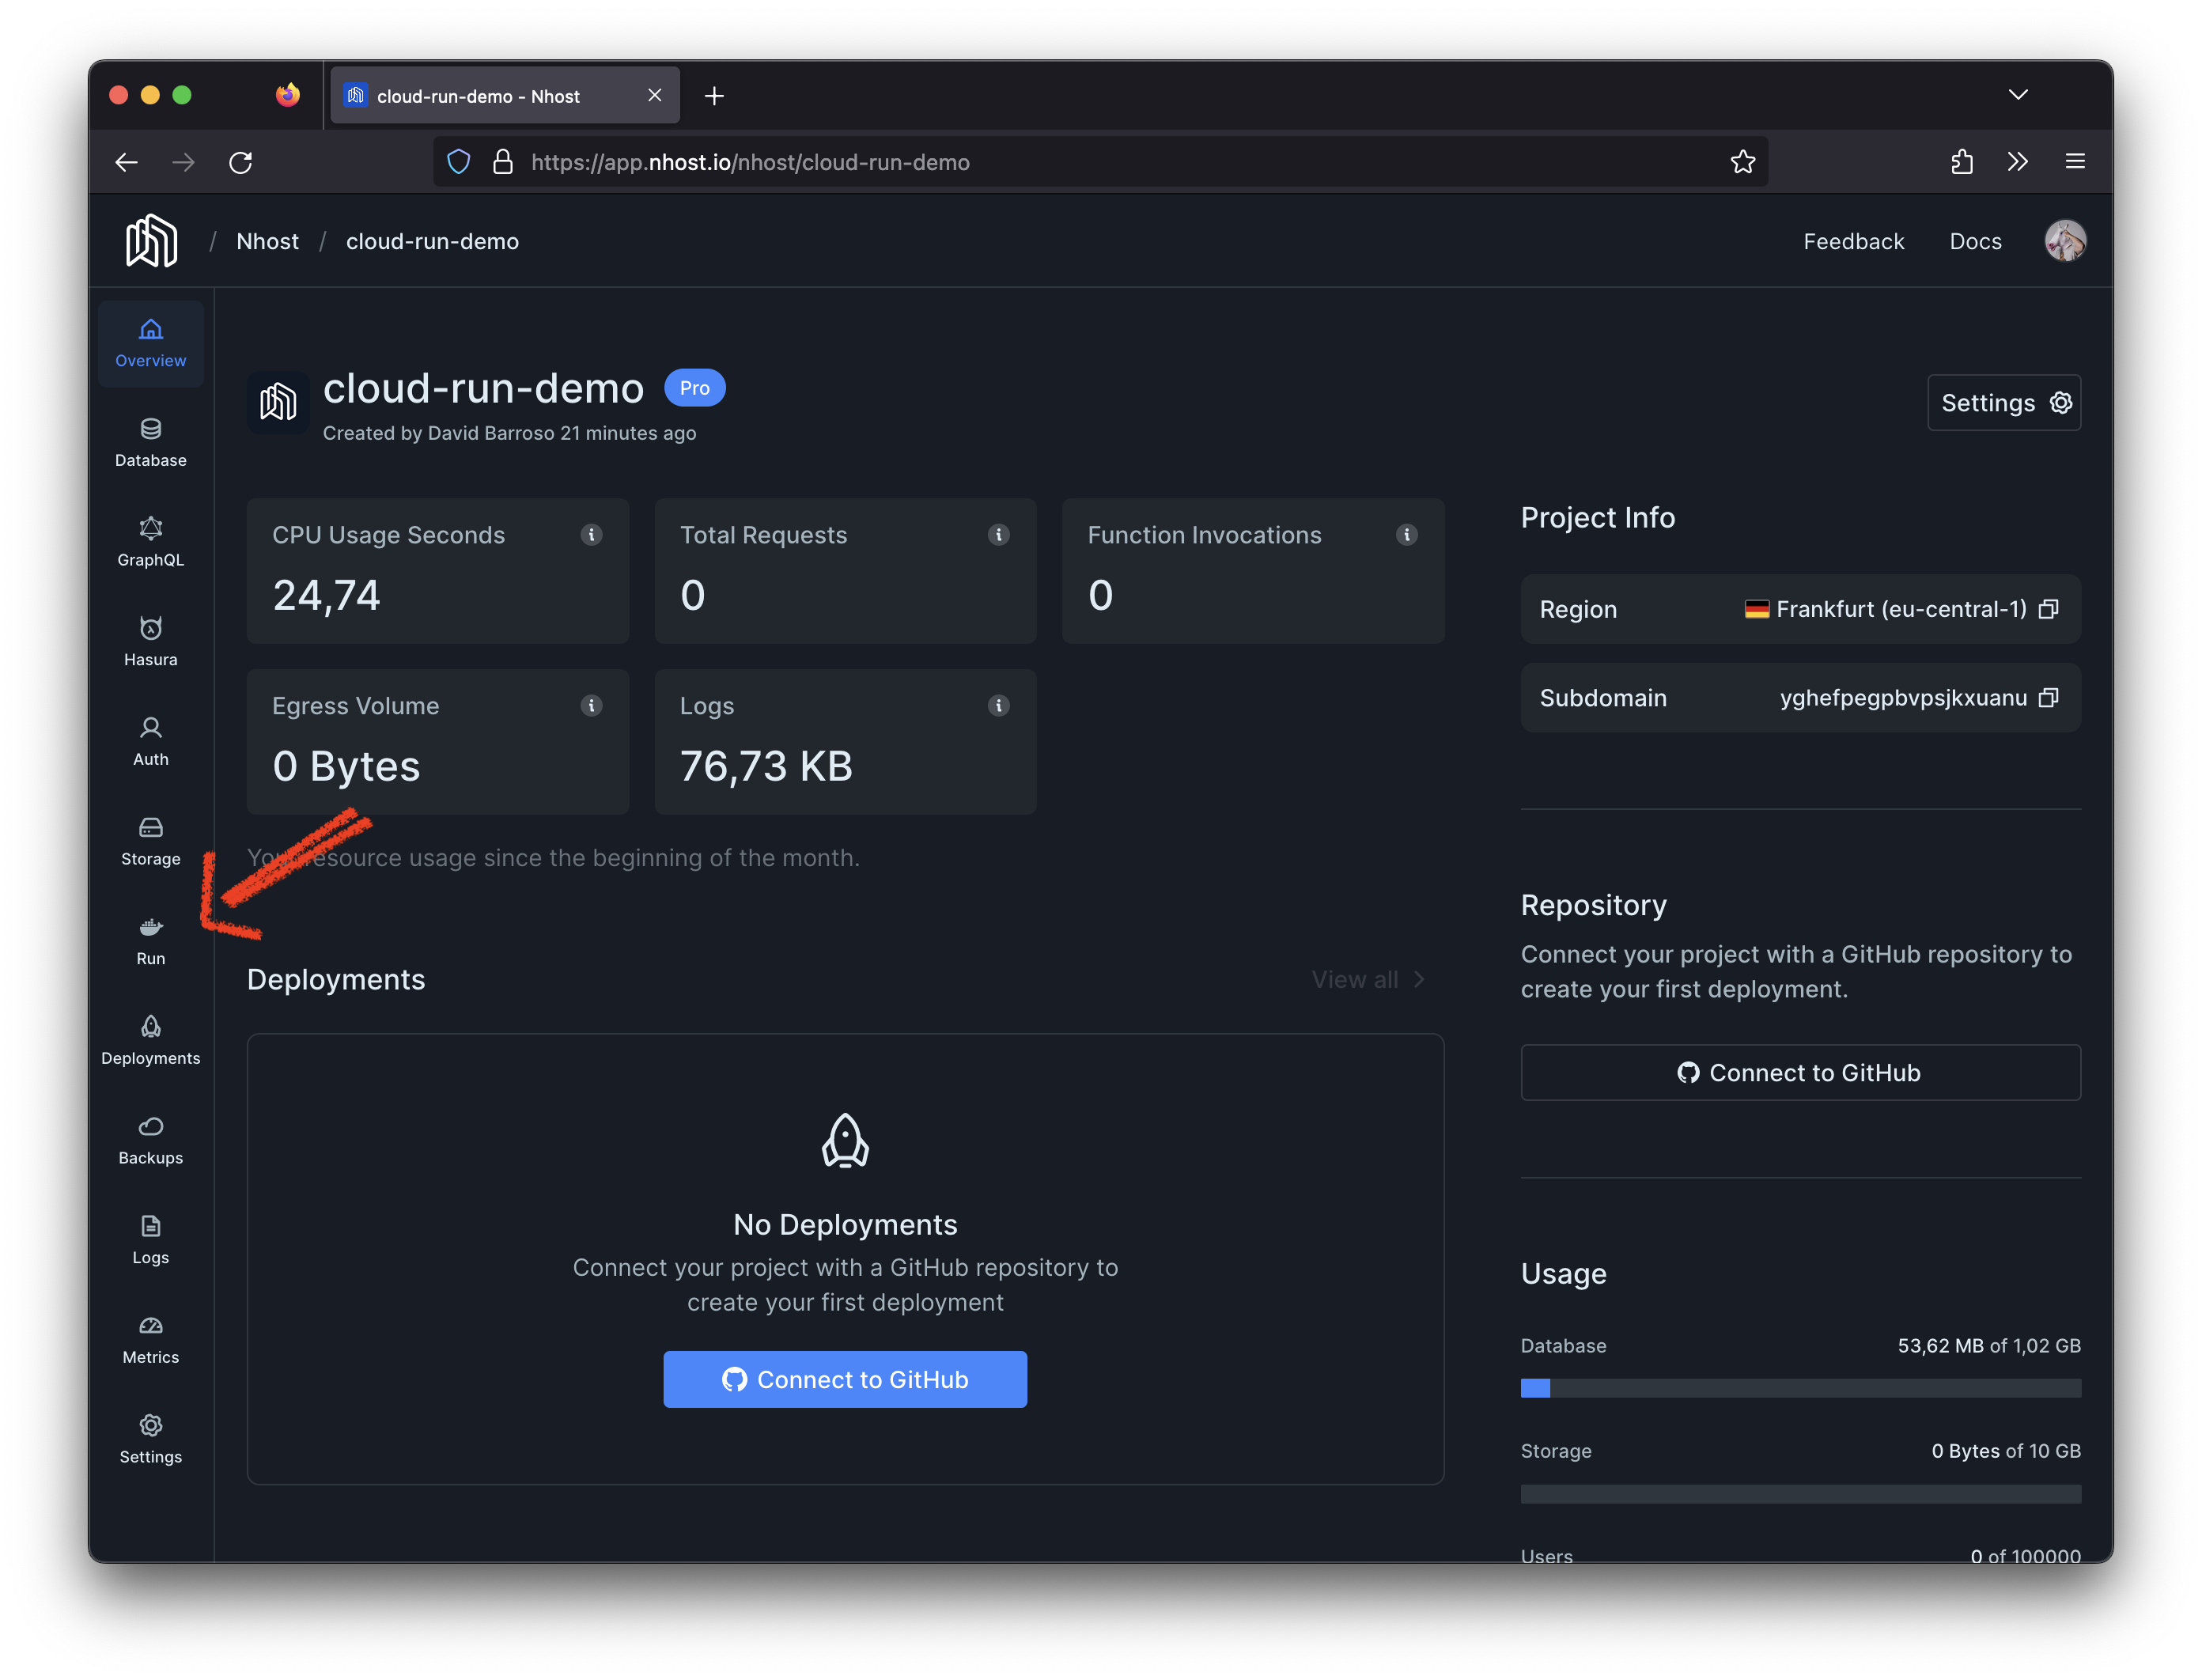 cloud-run-demo - Nhost
https://app.nhost.io/nhost/cloud-run-demo
/ Nhost / cloud-run-demo
Feedback
Docs
Overview
Database
GraphQL
Hasura
Auth
Storage
Run
Deployments
Backups
Logs
Metrics
Settings
cloud-run-demo Pro
Created by David Barroso 21 minutes ago
Settings
CPU Usage Seconds
24,74
Total Requests
0
Function Invocations
0
Egress Volume
0 Bytes
Logs
76,73 KB
Your resource usage since the beginning of the month.
Deployments
View all
No Deployments
Connect your project with a GitHub repository to
create your first deployment
Connect to GitHub
Project Info
Region Frankfurt (eu-central-1)
Subdomain yghefpegpbvpsjkxuanu
Repository
Connect your project with a GitHub repository to
create your first deployment.
Connect to GitHub
Usage
Database 53,62 MB of 1,02 GB
Storage 0 Bytes of 10 GB
Users 0 of 100000